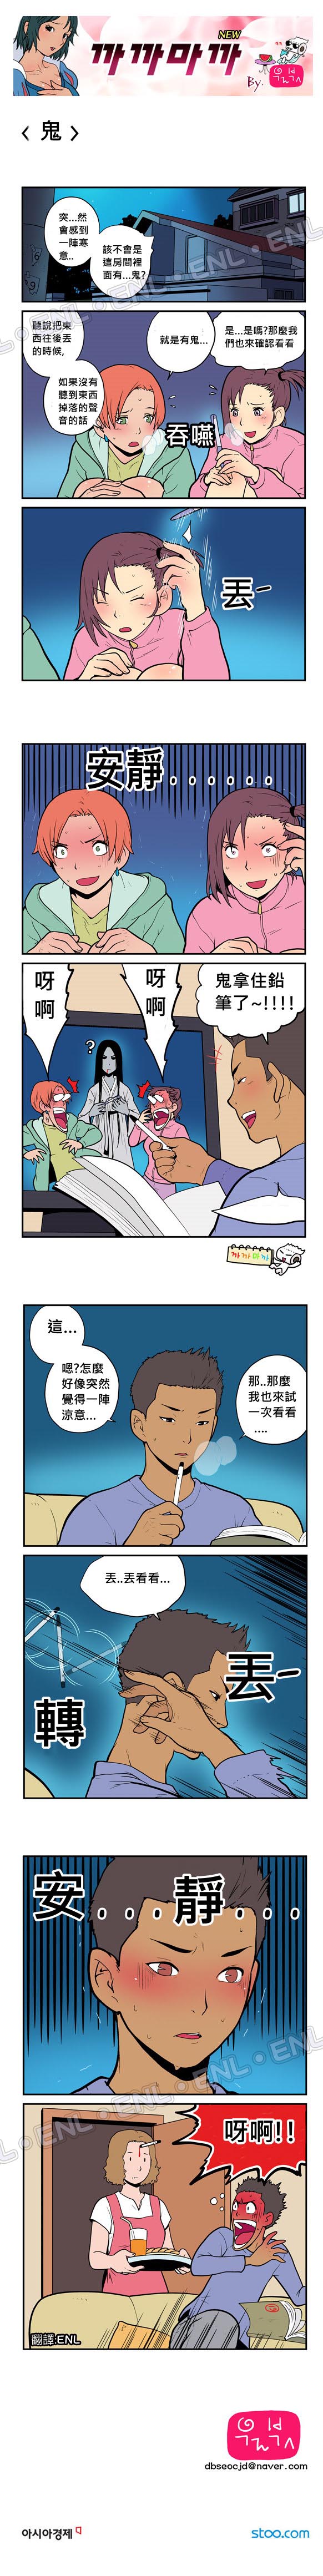 NEW
까까마까
By.
〈 鬼 〉
突...然
會感到
一陣寒
意..
該不會是
這房間裡
面有...鬼?
聽說把東
西往後丟
的時候,
如果沒有
聽到東西
掉落的聲
音的話
就是有鬼...
是...是嗎?那麼我
們也來確認看看
吞嚥
丟-
安靜......
呀
啊
呀
啊
鬼拿住鉛
筆了~!!!!
?
까까마까
這...
嗯?怎麼
好像突然
覺得一陣
涼意...
那..那麼
我也來試
一次看看
....
丟..丟看看...
丟-
轉
安...靜...
呀啊!!
翻譯:ENL
ENL
dbseocjd@naver.com
아시아경제
stoo.com